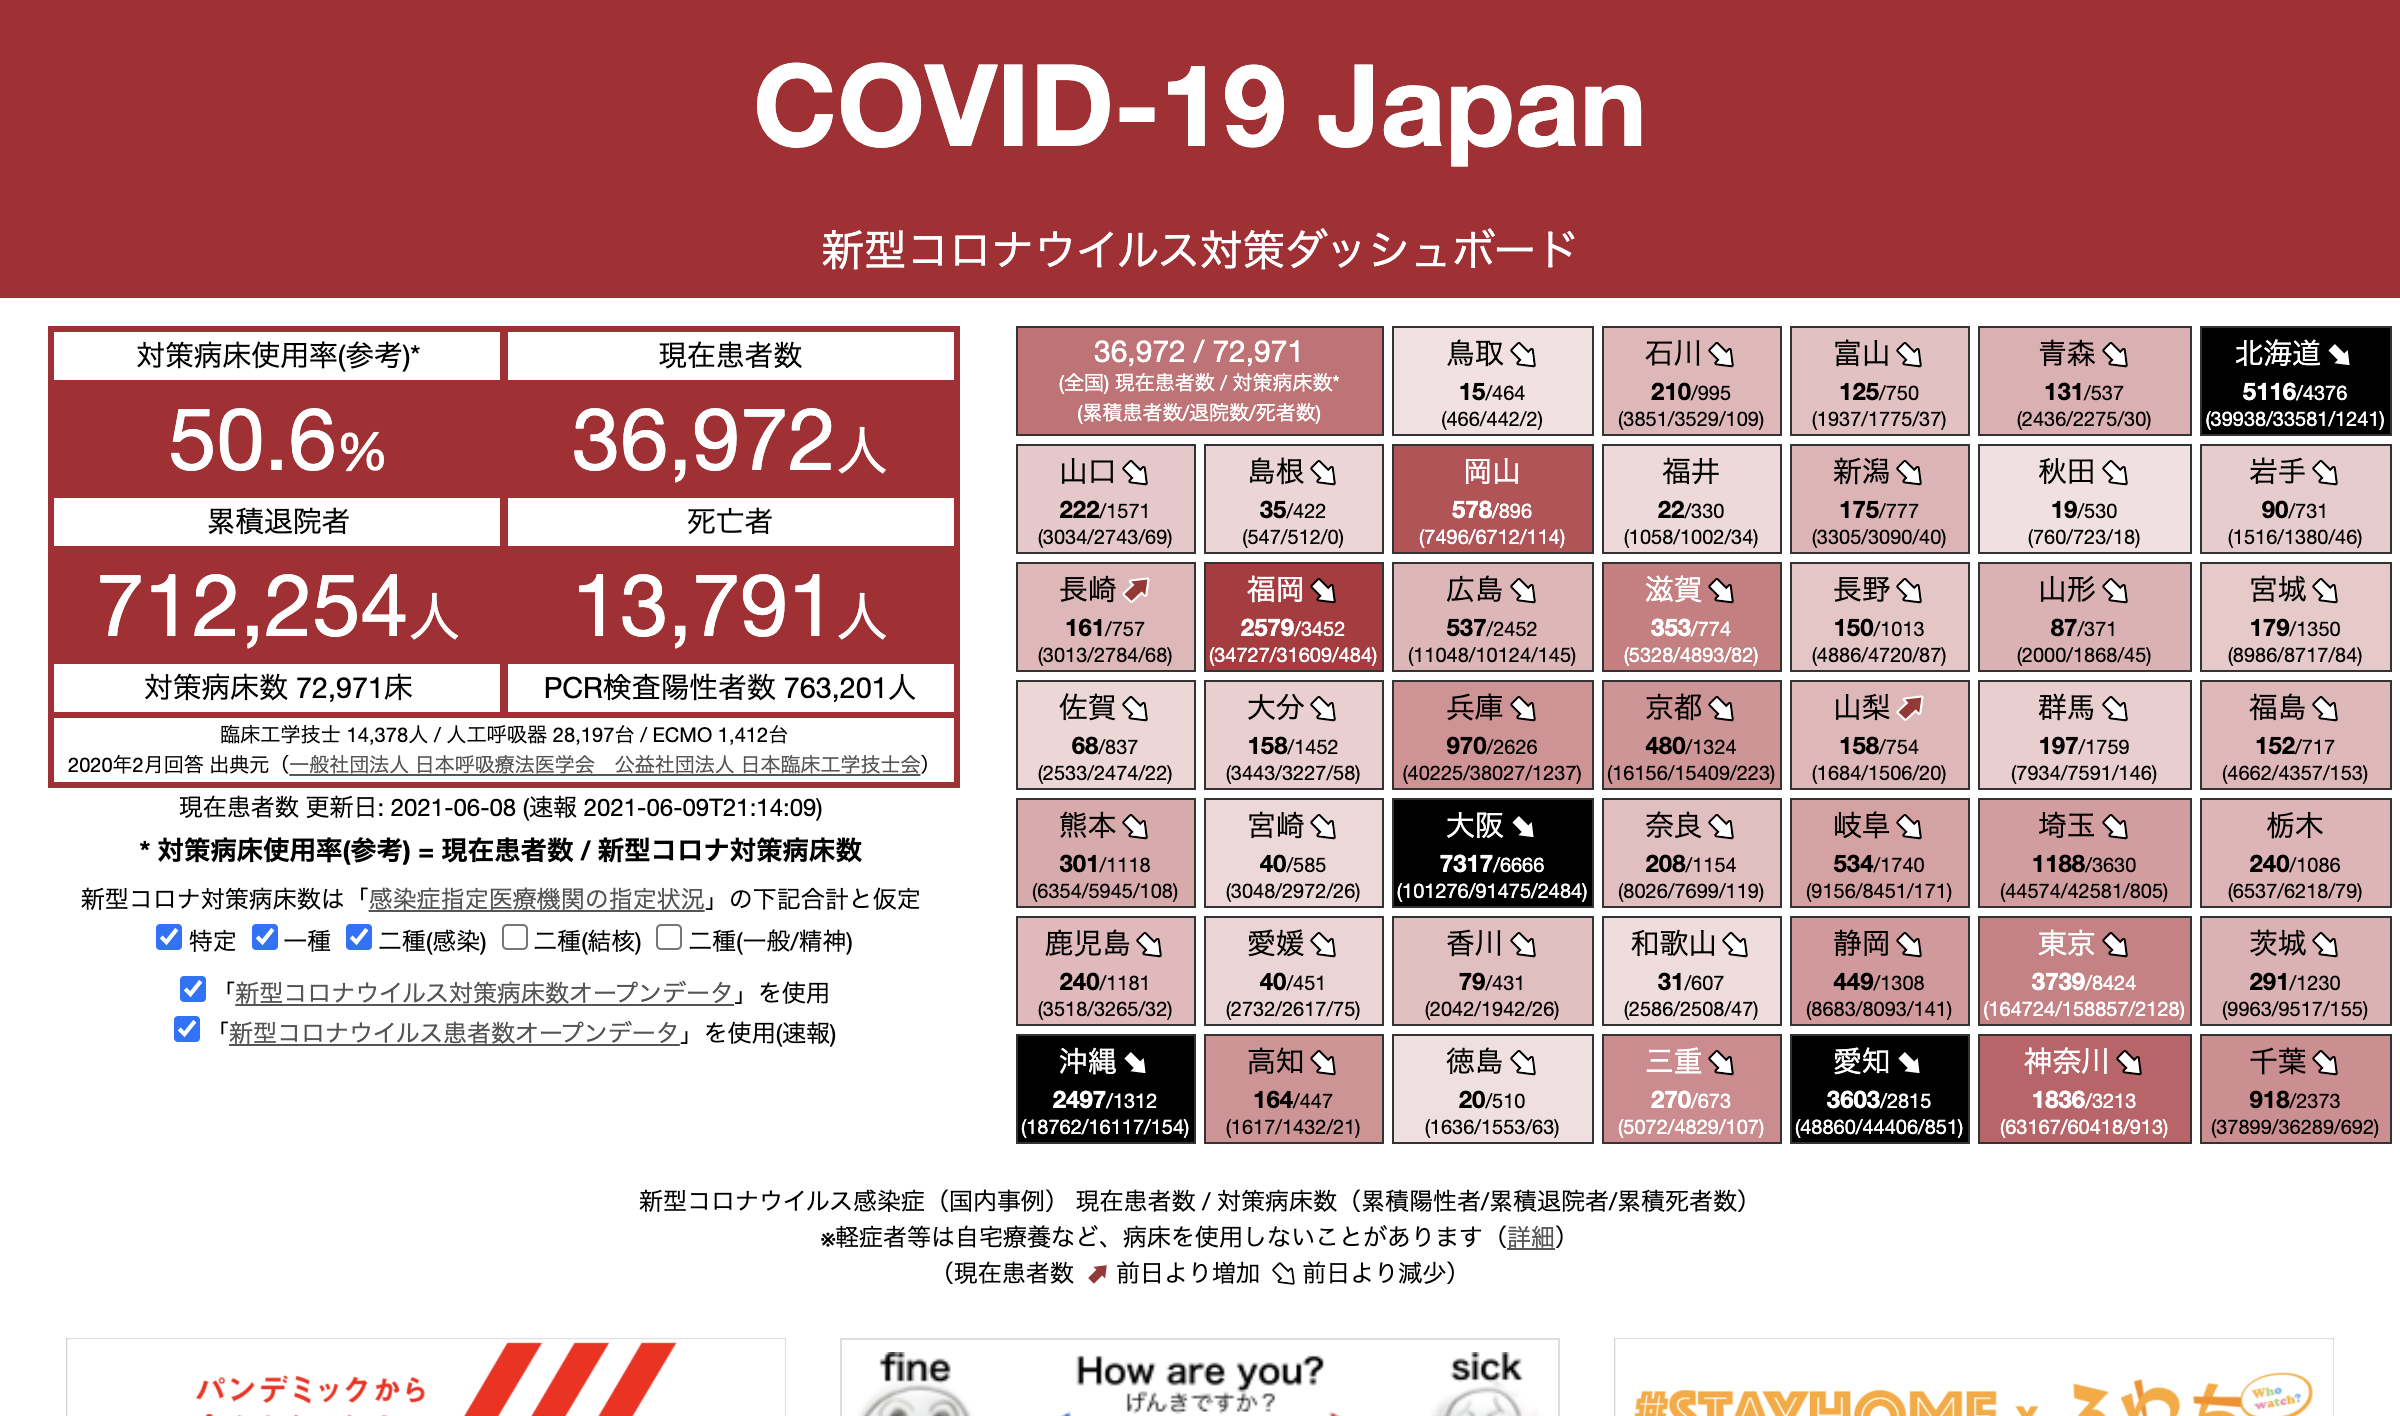 COVID-19 Japan
新型コロナウイルス対策ダッシュボード
対策病床使用率(参考)* 現在患者数
50.6% 36,972人
累積退院者 死亡者
712,254人 13,791人
対策病床数 72,971床 PCR検査陽性者数 763,201人
臨床工学技士 14,378人 / 人工呼吸器 28,197台 / ECMO 1,412台
2020年2月回答 出典元（一般社団法人 日本呼吸療法医学会　公益社団法人 日本臨床工学技士会）
現在患者数 更新日: 2021-06-08 (速報 2021-06-09T21:14:09)
* 対策病床使用率(参考) = 現在患者数 / 新型コロナ対策病床数
新型コロナ対策病床数は「感染症指定医療機関の指定状況」の下記合計と仮定
特定 一種 二種(感染) 二種(結核) 二種(一般/精神)
「新型コロナウイルス対策病床数オープンデータ」を使用
「新型コロナウイルス患者数オープンデータ」を使用(速報)
36,972 / 72,971
(全国) 現在患者数 / 対策病床数*
(累積患者数/退院数/死者数)
鳥取
15/464
(466/442/2)
石川
210/995
(3851/3529/109)
富山
125/750
(1937/1775/37)
青森
131/537
(2436/2275/30)
北海道
5116/4376
(39938/33581/1241)
山口
222/1571
(3034/2743/69)
島根
35/422
(547/512/0)
岡山
578/896
(7496/6712/114)
福井
22/330
(1058/1002/34)
新潟
175/777
(3305/3090/40)
秋田
19/530
(760/723/18)
岩手
90/731
(1516/1380/46)
長崎
161/757
(3013/2784/68)
福岡
2579/3452
(34727/31609/484)
広島
537/2452
(11048/10124/145)
滋賀
353/774
(5328/4893/82)
長野
150/1013
(4886/4720/87)
山形
87/371
(2000/1868/45)
宮城
179/1350
(8986/8717/84)
佐賀
68/837
(2533/2474/22)
大分
158/1452
(3443/3227/58)
兵庫
970/2626
(40225/38027/1237)
京都
480/1324
(16156/15409/223)
山梨
158/754
(1684/1506/20)
群馬
197/1759
(7934/7591/146)
福島
152/717
(4662/4357/153)
熊本
301/1118
(6354/5945/108)
宮崎
40/585
(3048/2972/26)
大阪
7317/6666
(101276/91475/2484)
奈良
208/1154
(8026/7699/119)
岐阜
534/1740
(9156/8451/171)
埼玉
1188/3630
(44574/42581/805)
栃木
240/1086
(6537/6218/79)
鹿児島
240/1181
(3518/3265/32)
愛媛
40/451
(2732/2617/75)
香川
79/431
(2042/1942/26)
和歌山
31/607
(2586/2508/47)
静岡
449/1308
(8683/8093/141)
東京
3739/8424
(164724/158857/2128)
茨城
291/1230
(9963/9517/155)
沖縄
2497/1312
(18762/16117/154)
高知
164/447
(1617/1432/21)
徳島
20/510
(1636/1553/63)
三重
270/673
(5072/4829/107)
愛知
3603/2815
(48860/44406/851)
神奈川
1836/3213
(63167/60418/913)
千葉
918/2373
(37899/36289/692)
新型コロナウイルス感染症（国内事例） 現在患者数 / 対策病床数（累積陽性者/累積退院者/累積死者数）
※軽症者等は自宅療養など、病床を使用しないことがあります（詳細）
（現在患者数 前日より増加 前日より減少）
パンデミックから
fine How are you? sick
げんきですか？
#STAYHOME x
Who watch?